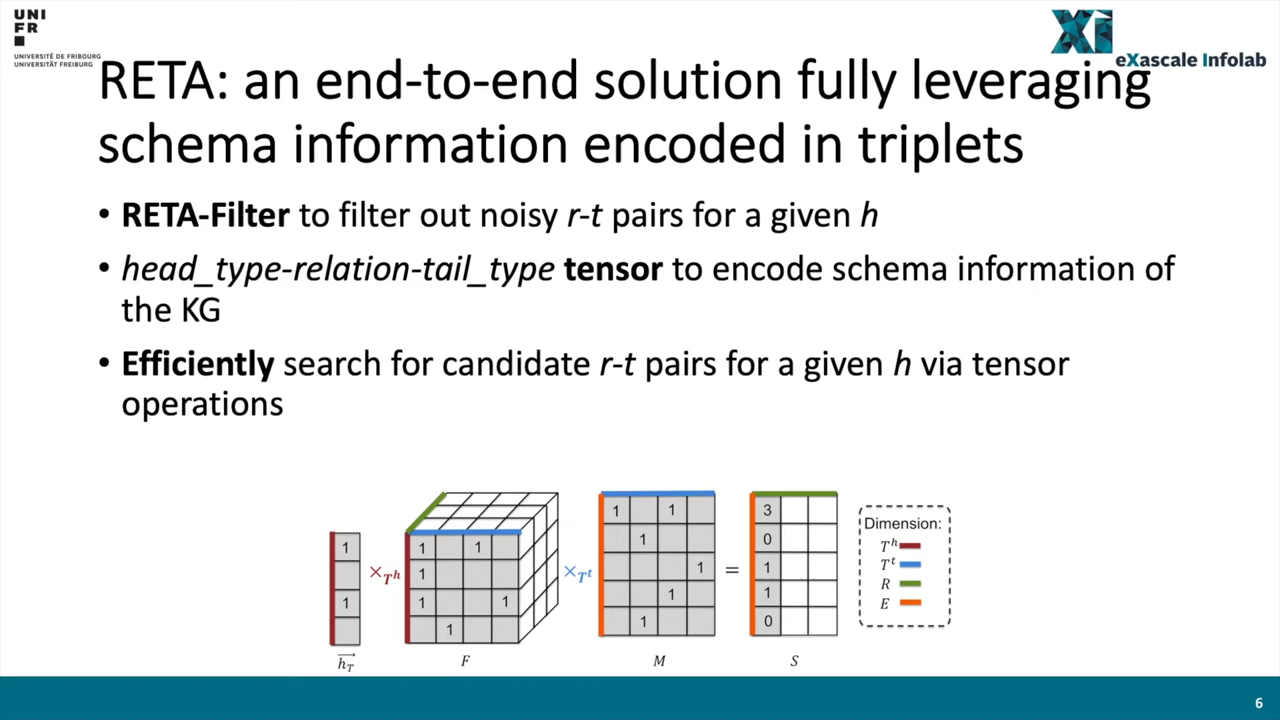 UNI
FR
UNIVERSITÉ DE FRIBOURG
UNIVERSITÄT FREIBURG
eXascale Infolab
RETA: an end-to-end solution fully leveraging
schema information encoded in triplets
• RETA-Filter to filter out noisy r-t pairs for a given h
• head_type-relation-tail_type tensor to encode schema information of
the KG
• Efficiently search for candidate r-t pairs for a given h via tensor
operations
1
1
×Tʰ
1 1
1
1 1
1
×Tᵗ
1 1
1
1
1
1
=
3
0
1
1
0
Dimension:
Tʰ
Tᵗ
R
E
h⃗T
F
M
S
6